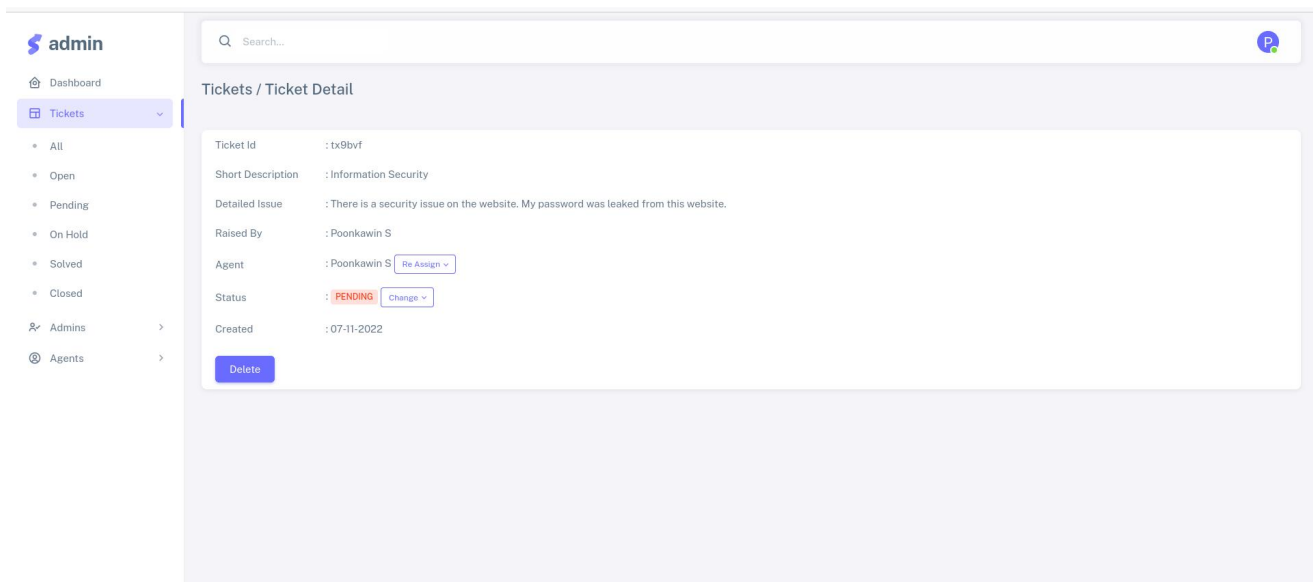 admin
Search...
P
Dashboard
Tickets
All
Open
Pending
On Hold
Solved
Closed
Admins
Agents
Tickets / Ticket Detail
Ticket Id : tx9bvf
Short Description : Information Security
Detailed Issue : There is a security issue on the website. My password was leaked from this website.
Raised By : Poonkawin S
Agent : Poonkawin S Re Assign
Status : PENDING Change
Created : 07-11-2022
Delete